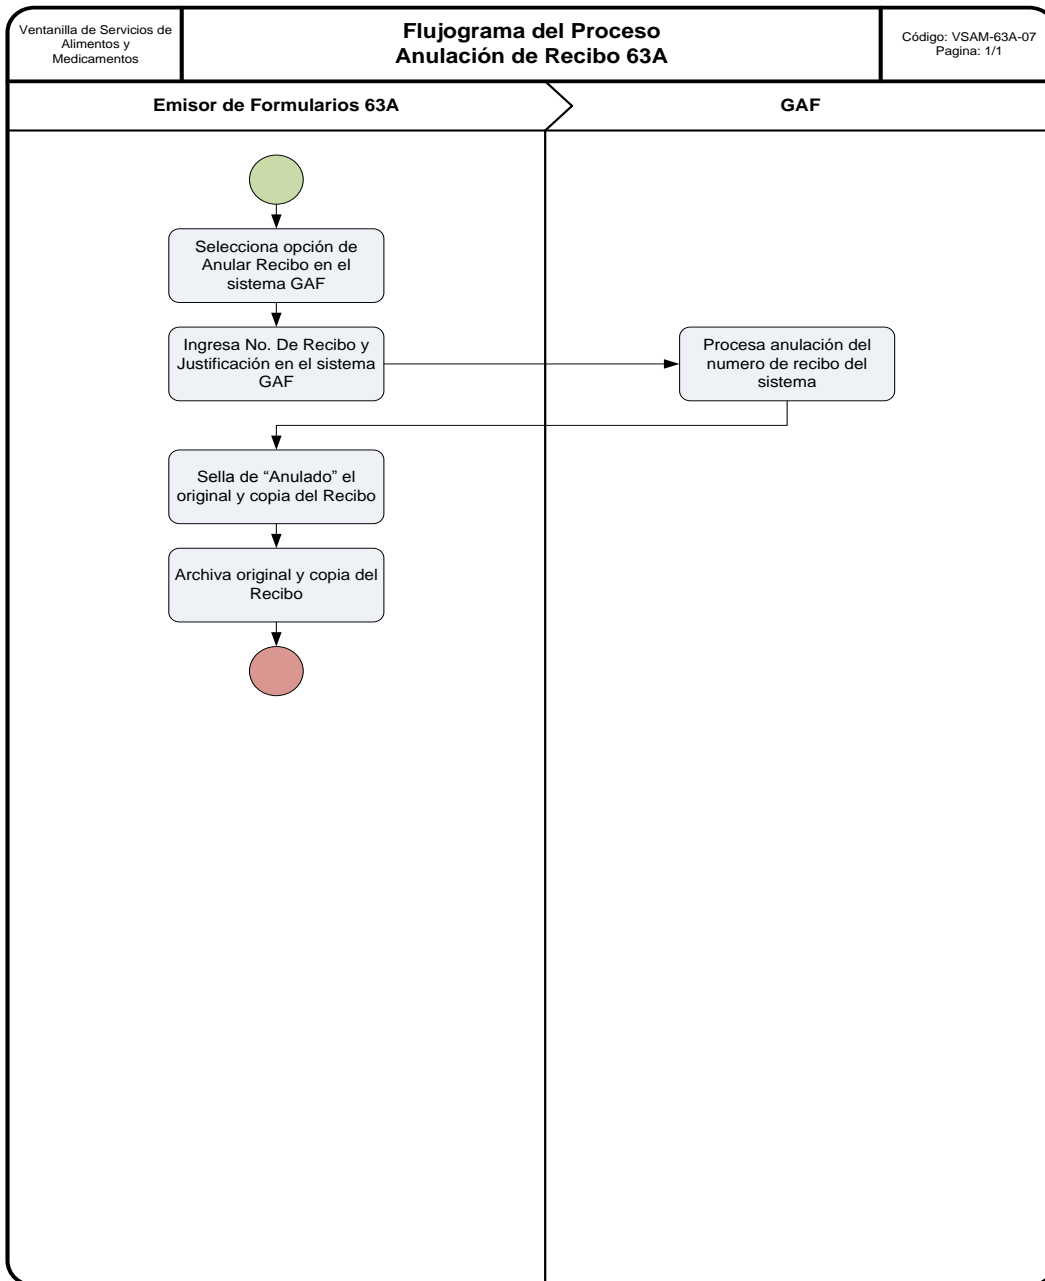 Ventanilla de Servicios de
Alimentos y
Medicamentos
Flujograma del Proceso
Anulación de Recibo 63A
Código: VSAM-63A-07
Pagina: 1/1
Emisor de Formularios 63A
GAF
Selecciona opción de
Anular Recibo en el
sistema GAF
Ingresa No. De Recibo y
Justificación en el sistema
GAF
Procesa anulación del
numero de recibo del
sistema
Sella de “Anulado” el
original y copia del Recibo
Archiva original y copia del
Recibo